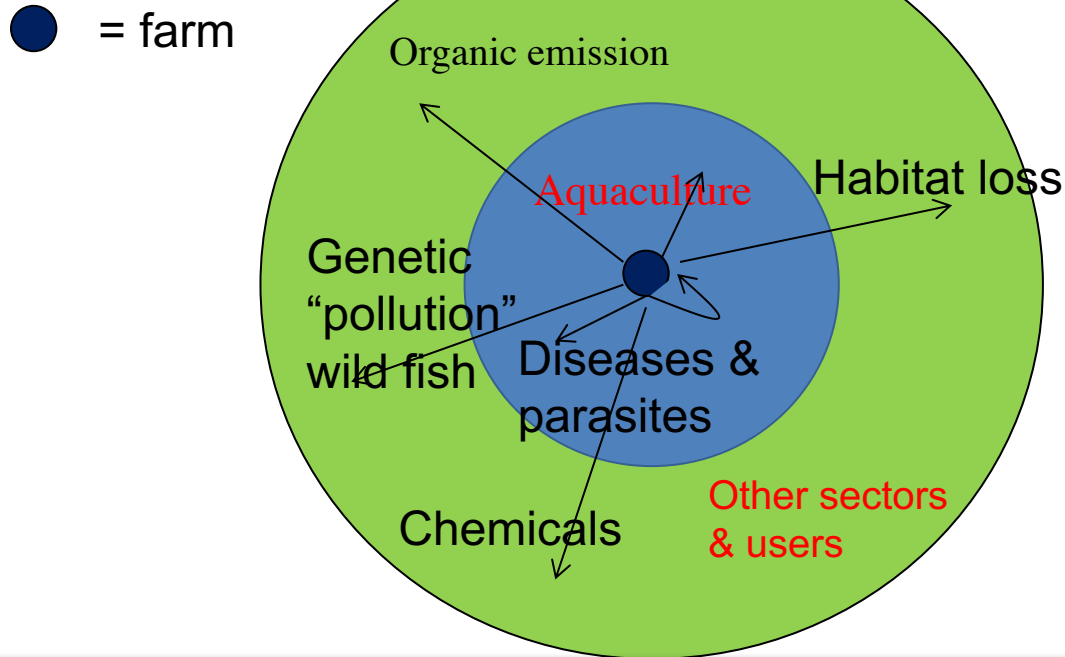 = farm
Organic emission
Aquaculture
Habitat loss
Genetic
“pollution”
wild fish
Diseases &
parasites
Chemicals
Other sectors
& users